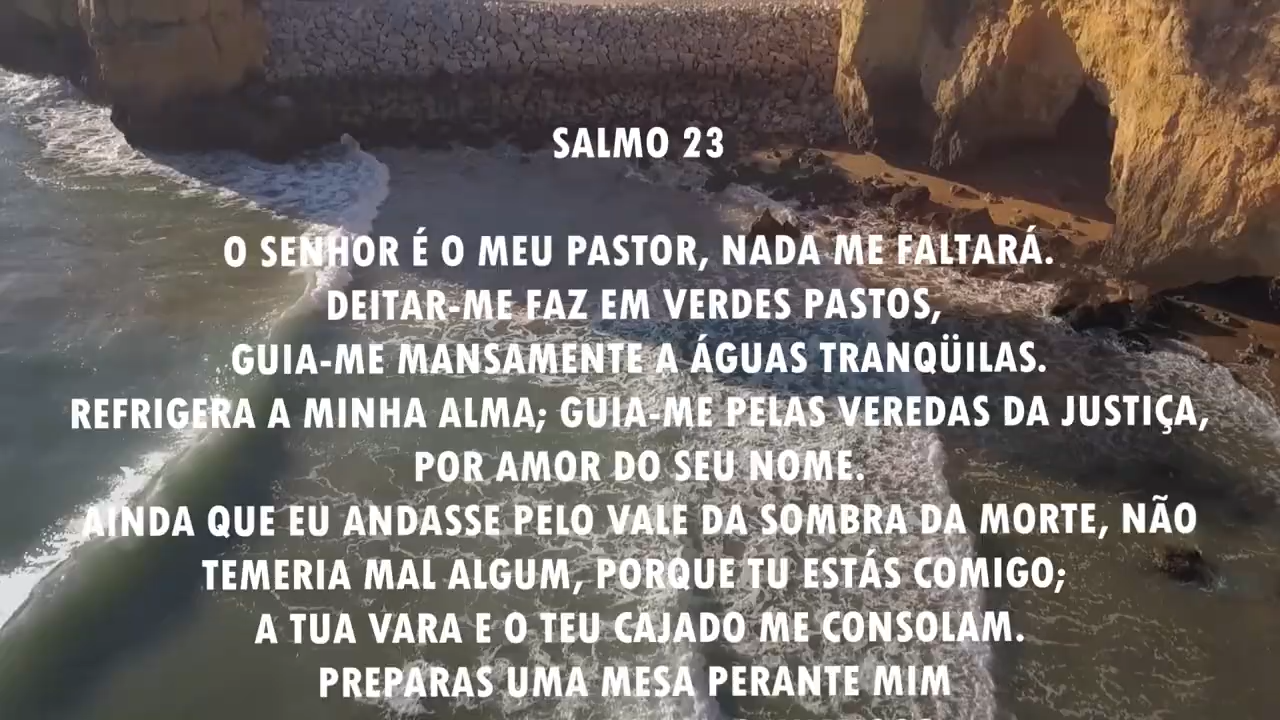 SALMO 23
O SENHOR É O MEU PASTOR, NADA ME FALTARÁ.
DEITAR-ME FAZ EM VERDES PASTOS,
GUIA-ME MANSAMENTE A ÁGUAS TRANQÜILAS.
REFRIGERA A MINHA ALMA; GUIA-ME PELAS VEREDAS DA JUSTIÇA,
POR AMOR DO SEU NOME.
AINDA QUE EU ANDASSE PELO VALE DA SOMBRA DA MORTE, NÃO
TEMERIA MAL ALGUM, PORQUE TU ESTÁS COMIGO;
A TUA VARA E O TEU CAJADO ME CONSOLAM.
PREPARAS UMA MESA PERANTE MIM